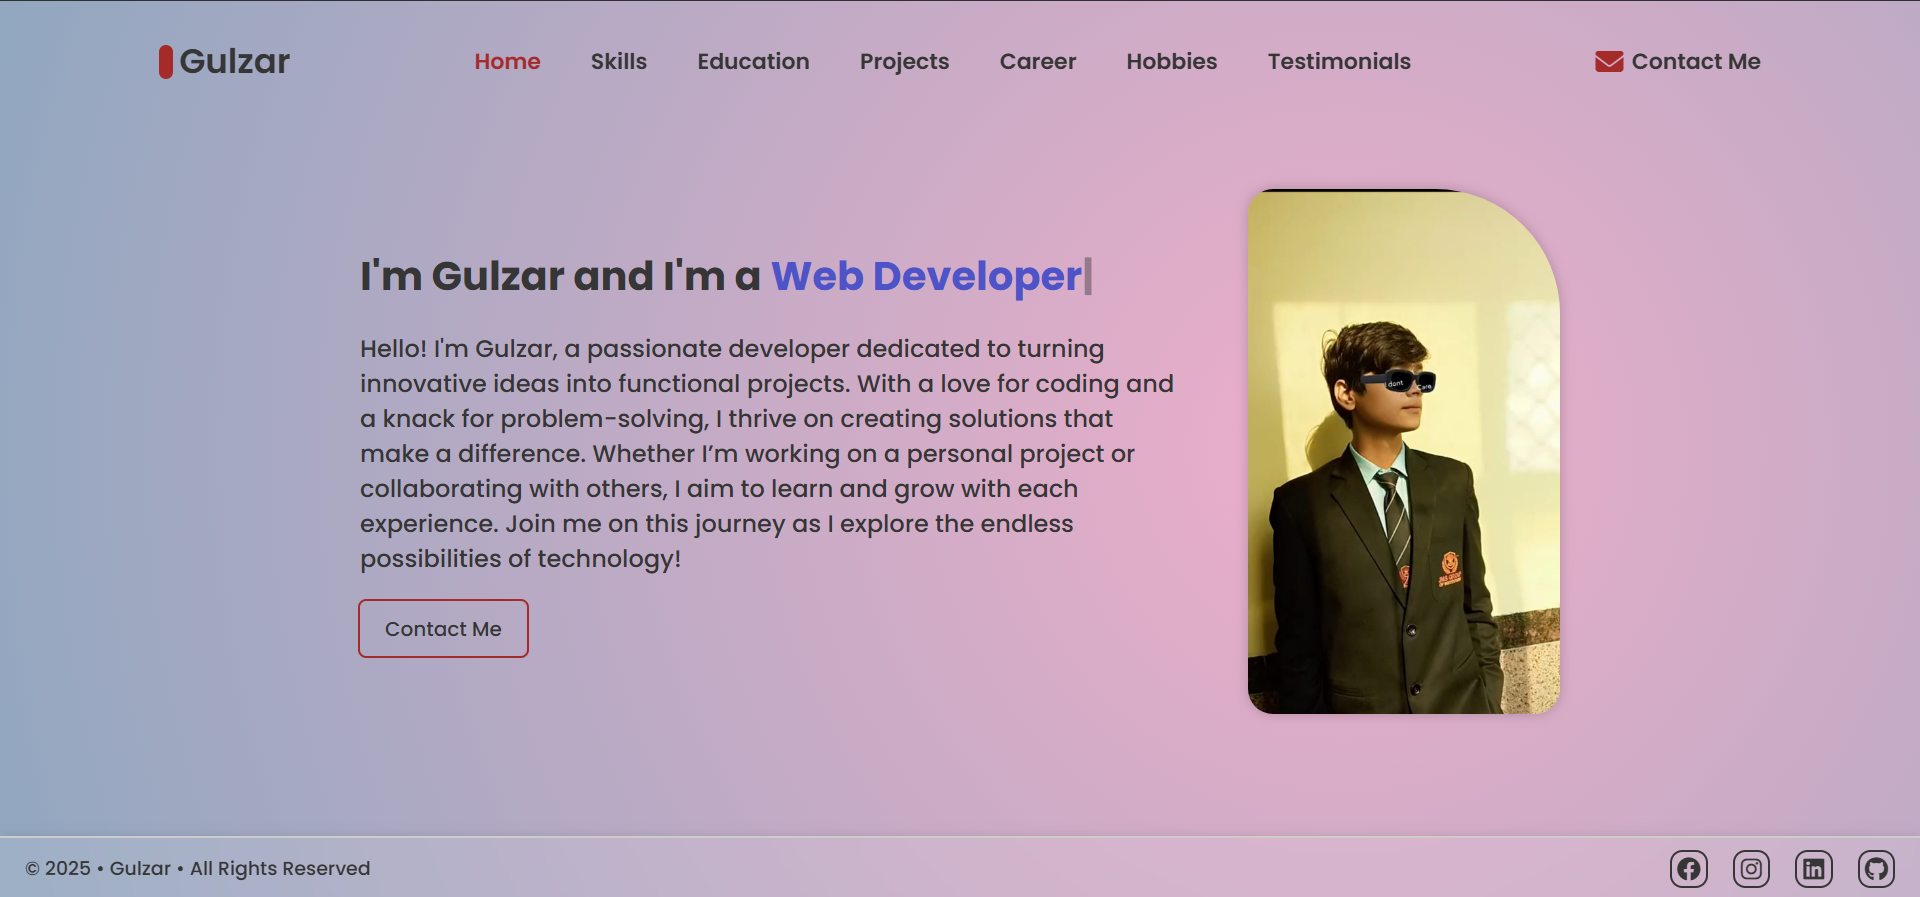 Gulzar
Home Skills Education Projects Career Hobbies Testimonials
Contact Me
I'm Gulzar and I'm a Web Developer
Hello! I'm Gulzar, a passionate developer dedicated to turning
innovative ideas into functional projects. With a love for coding and
a knack for problem-solving, I thrive on creating solutions that
make a difference. Whether I’m working on a personal project or
collaborating with others, I aim to learn and grow with each
experience. Join me on this journey as I explore the endless
possibilities of technology!
Contact Me
dont Care
© 2025 • Gulzar • All Rights Reserved